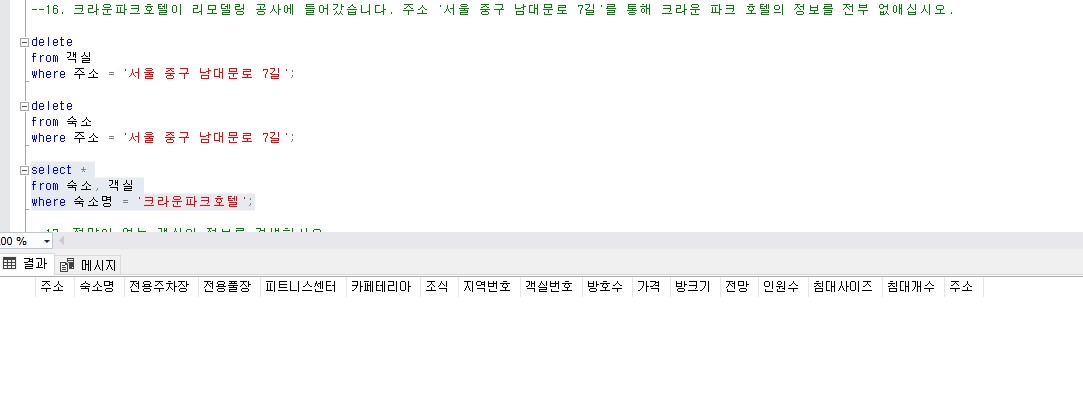 --16. 크라운파크호텔이 리모델링 공사에 들어갔습니다. 주소 '서울 중구 남대문로 7길'를 통해 크라운 파크 호텔의 정보를 전부 없애십시오.
delete
from 객실
where 주소 = '서울 중구 남대문로 7길';
delete
from 숙소
where 주소 = '서울 중구 남대문로 7길';
select *
from 숙소, 객실
where 숙소명 = '크라운파크호텔';
00 %
결과 메시지
주소 숙소명 전용주차장 전용풀장 피트니스센터 카페테리아 조식 지역번호 객실번호 방호수 가격 방크기 전망 인원수 침대사이즈 침대개수 주소